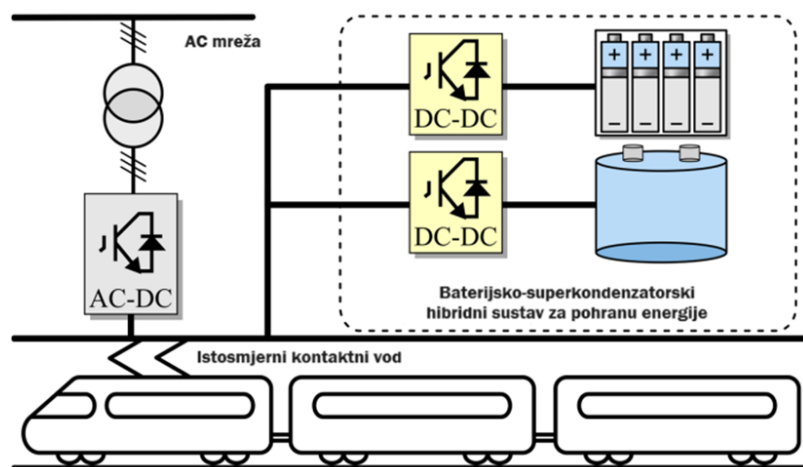 AC mreža
DC-DC
DC-DC
AC-DC
Baterijsko-superkondenzatorski
hibridni sustav za pohranu energije
Istosmjerni kontaktni vod